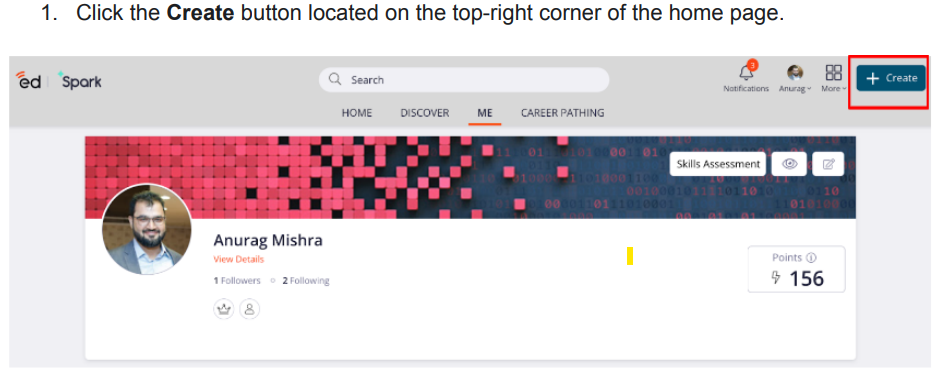 1. Click the Create button located on the top-right corner of the home page.
ed Spark
Search
3
Notifications
Anurag
More
+ Create
HOME DISCOVER ME CAREER PATHING
Skills Assessment
Anurag Mishra
View Details
1 Followers 2 Following
Points
156